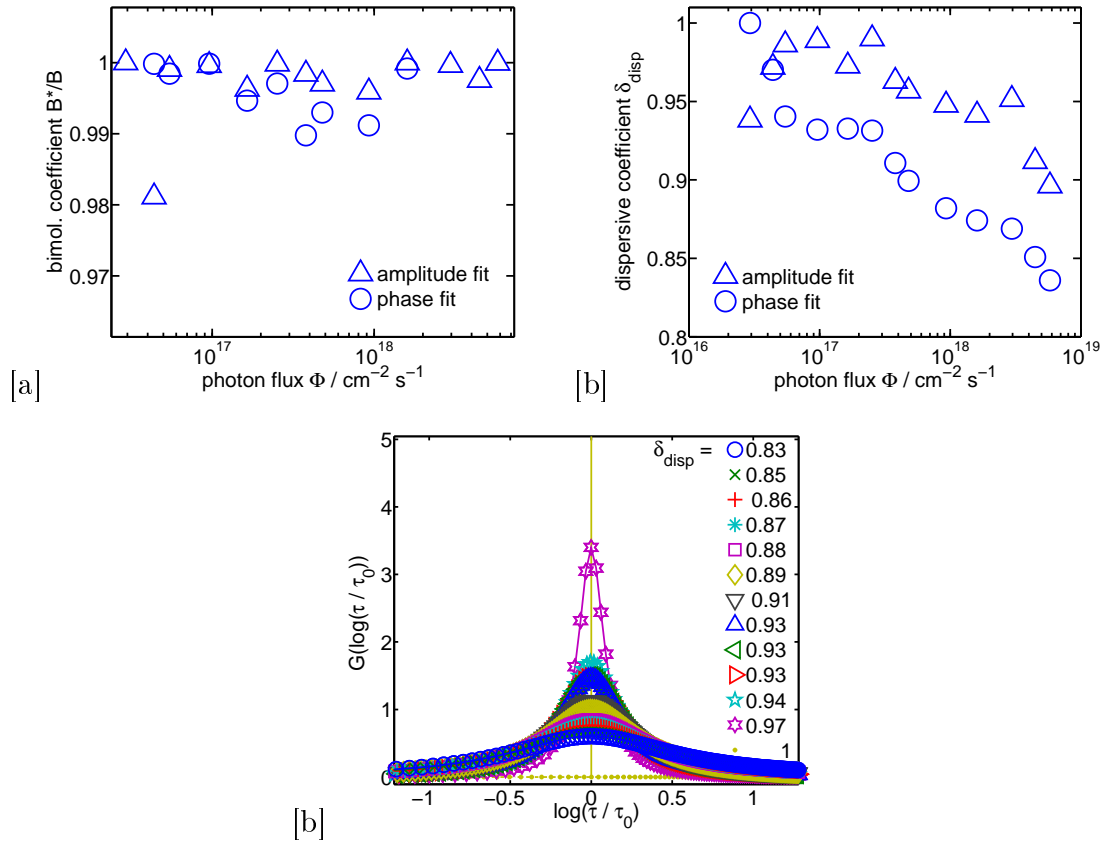 1
0.99
0.98
0.97
bimol. coefficient B*/B
amplitude fit
phase fit
10^17 10^18
photon flux Φ / cm^−2 s^−1
[a]
1
0.95
0.9
0.85
0.8
dispersive coefficient δ_disp
amplitude fit
phase fit
10^16 10^17 10^18 10^19
photon flux Φ / cm^−2 s^−1
[b]
5
4
3
2
1
0
G(log(τ / τ_0))
δ_disp = 0.83
0.85
0.86
0.87
0.88
0.89
0.91
0.93
0.93
0.93
0.94
0.97
1
−1 −0.5 0 0.5 1
log(τ / τ_0)
[b]